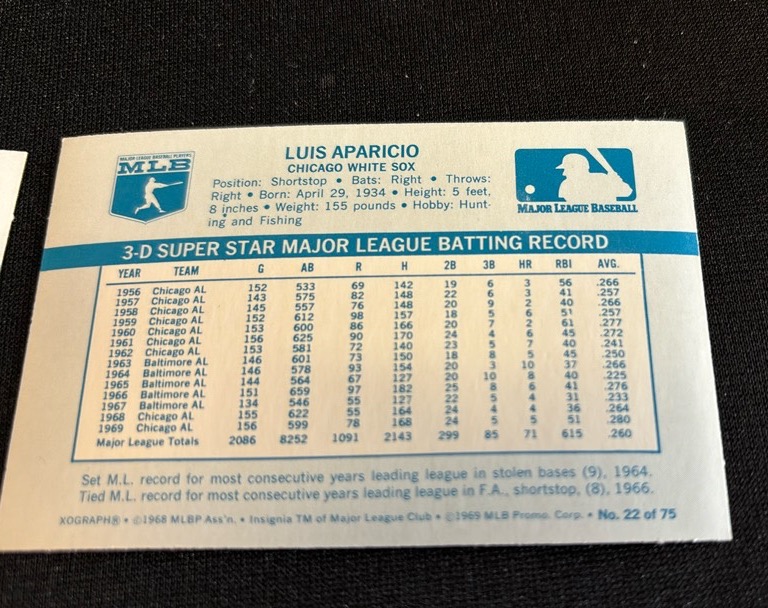 MAJOR LEAGUE BASEBALL PLAYERS
MLB
LUIS APARICIO
CHICAGO WHITE SOX
Position: Shortstop • Bats: Right • Throws:
Right • Born: April 29, 1934 • Height: 5 feet,
8 inches • Weight: 155 pounds • Hobby: Hunt-
ing and Fishing
MAJOR LEAGUE BASEBALL
3-D SUPER STAR MAJOR LEAGUE BATTING RECORD
YEAR TEAM G AB R H 2B 3B HR RBI AVG.
1956 Chicago AL 152 533 69 142 19 6 3 56 .266
1957 Chicago AL 143 575 82 148 22 6 3 41 .257
1958 Chicago AL 145 557 76 148 20 9 2 40 .266
1959 Chicago AL 152 612 98 157 18 5 6 51 .257
1960 Chicago AL 153 600 86 166 20 7 2 61 .277
1961 Chicago AL 156 625 90 170 24 4 6 45 .272
1962 Chicago AL 153 581 72 140 23 5 7 40 .241
1963 Baltimore AL 146 601 73 150 18 8 5 45 .250
1964 Baltimore AL 146 578 93 154 20 3 10 37 .266
1965 Baltimore AL 144 564 67 127 20 10 8 40 .225
1966 Baltimore AL 151 659 97 182 25 8 6 41 .276
1967 Baltimore AL 134 546 55 127 22 5 4 31 .233
1968 Chicago AL 155 622 55 164 24 4 4 36 .264
1969 Chicago AL 156 599 78 168 24 5 5 51 .280
Major League Totals 2086 8252 1091 2143 299 85 71 615 .260
Set M.L. record for most consecutive years leading league in stolen bases (9), 1964.
Tied M.L. record for most consecutive years leading league in F.A., shortstop, (8), 1966.
XOGRAPH® • ©1968 MLBP Ass'n. • Insignia TM of Major League Club • ©1969 MLB Promo. Corp. • No. 22 of 75